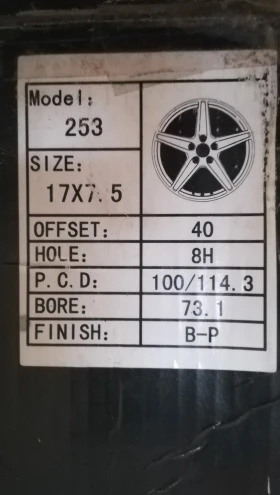 Model:
253
SIZE:
17X7.5
OFFSET: 40
HOLE: 8H
P.C.D: 100/114.3
BORE: 73.1
FINISH: B-P